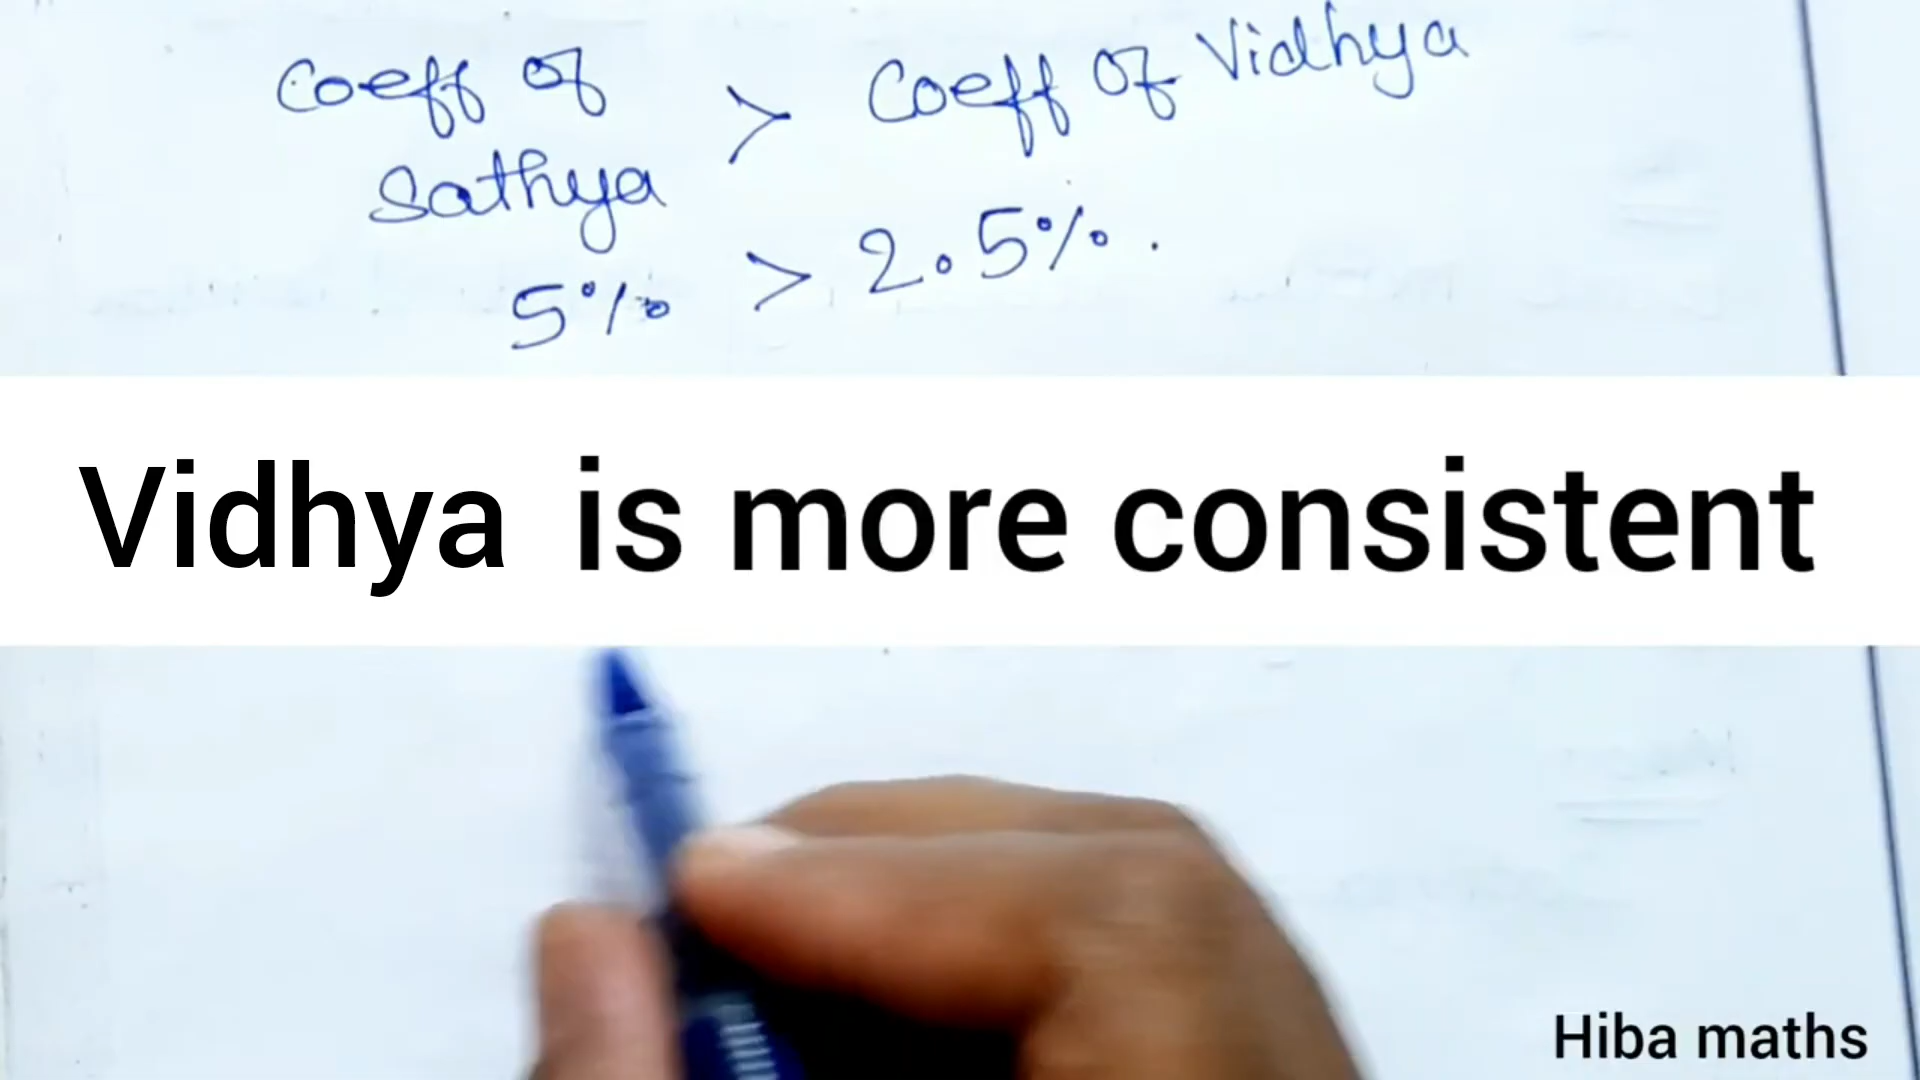 Coeff of > Coeff of Vidhya
Sathya
5% > 2.5%.
Vidhya is more consistent
Hiba maths